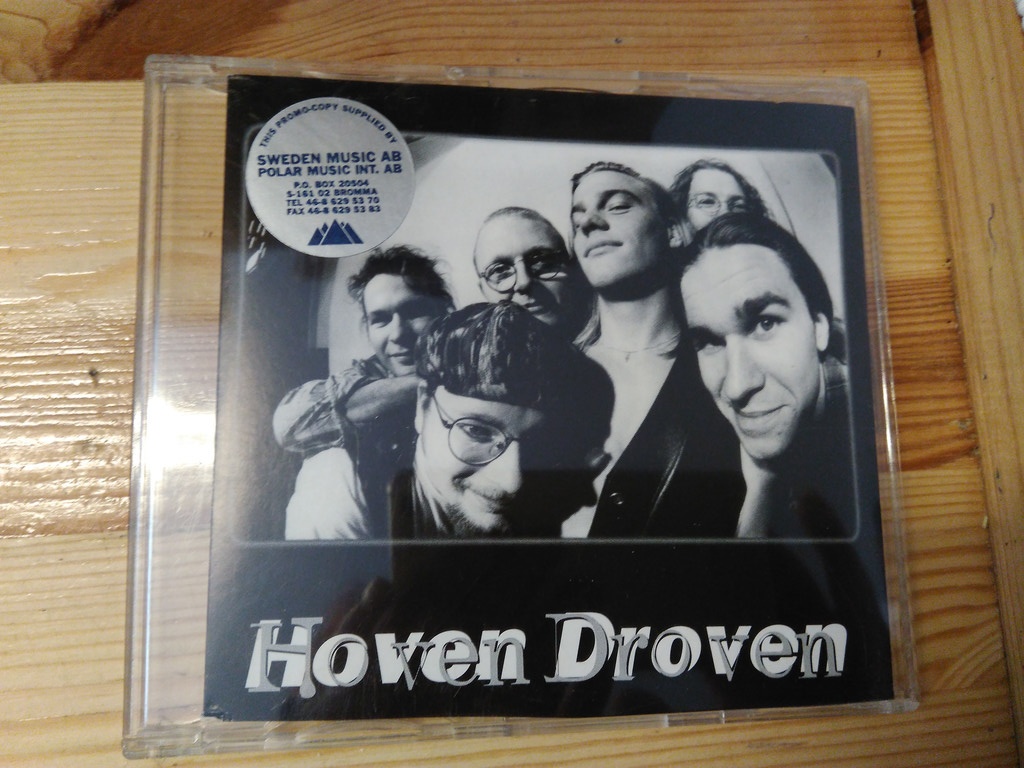 THIS PROMO-COPY SUPPLIED BY
SWEDEN MUSIC AB
POLAR MUSIC INT. AB
P.O. BOX 20504
S-161 02 BROMMA
TEL 46-8 629 53 70
FAX 46-8 629 53 83
Hoven Droven